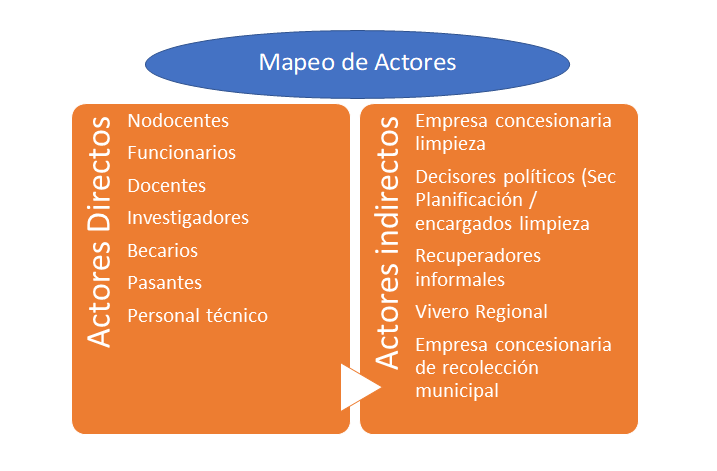 Mapeo de Actores
Actores Directos
Nodocentes
Funcionarios
Docentes
Investigadores
Becarios
Pasantes
Personal técnico
Actores indirectos
Empresa concesionaria
limpieza
Decisores políticos (Sec
Planificación /
encargados limpieza
Recuperadores
informales
Vivero Regional
Empresa concesionaria
de recolección
municipal